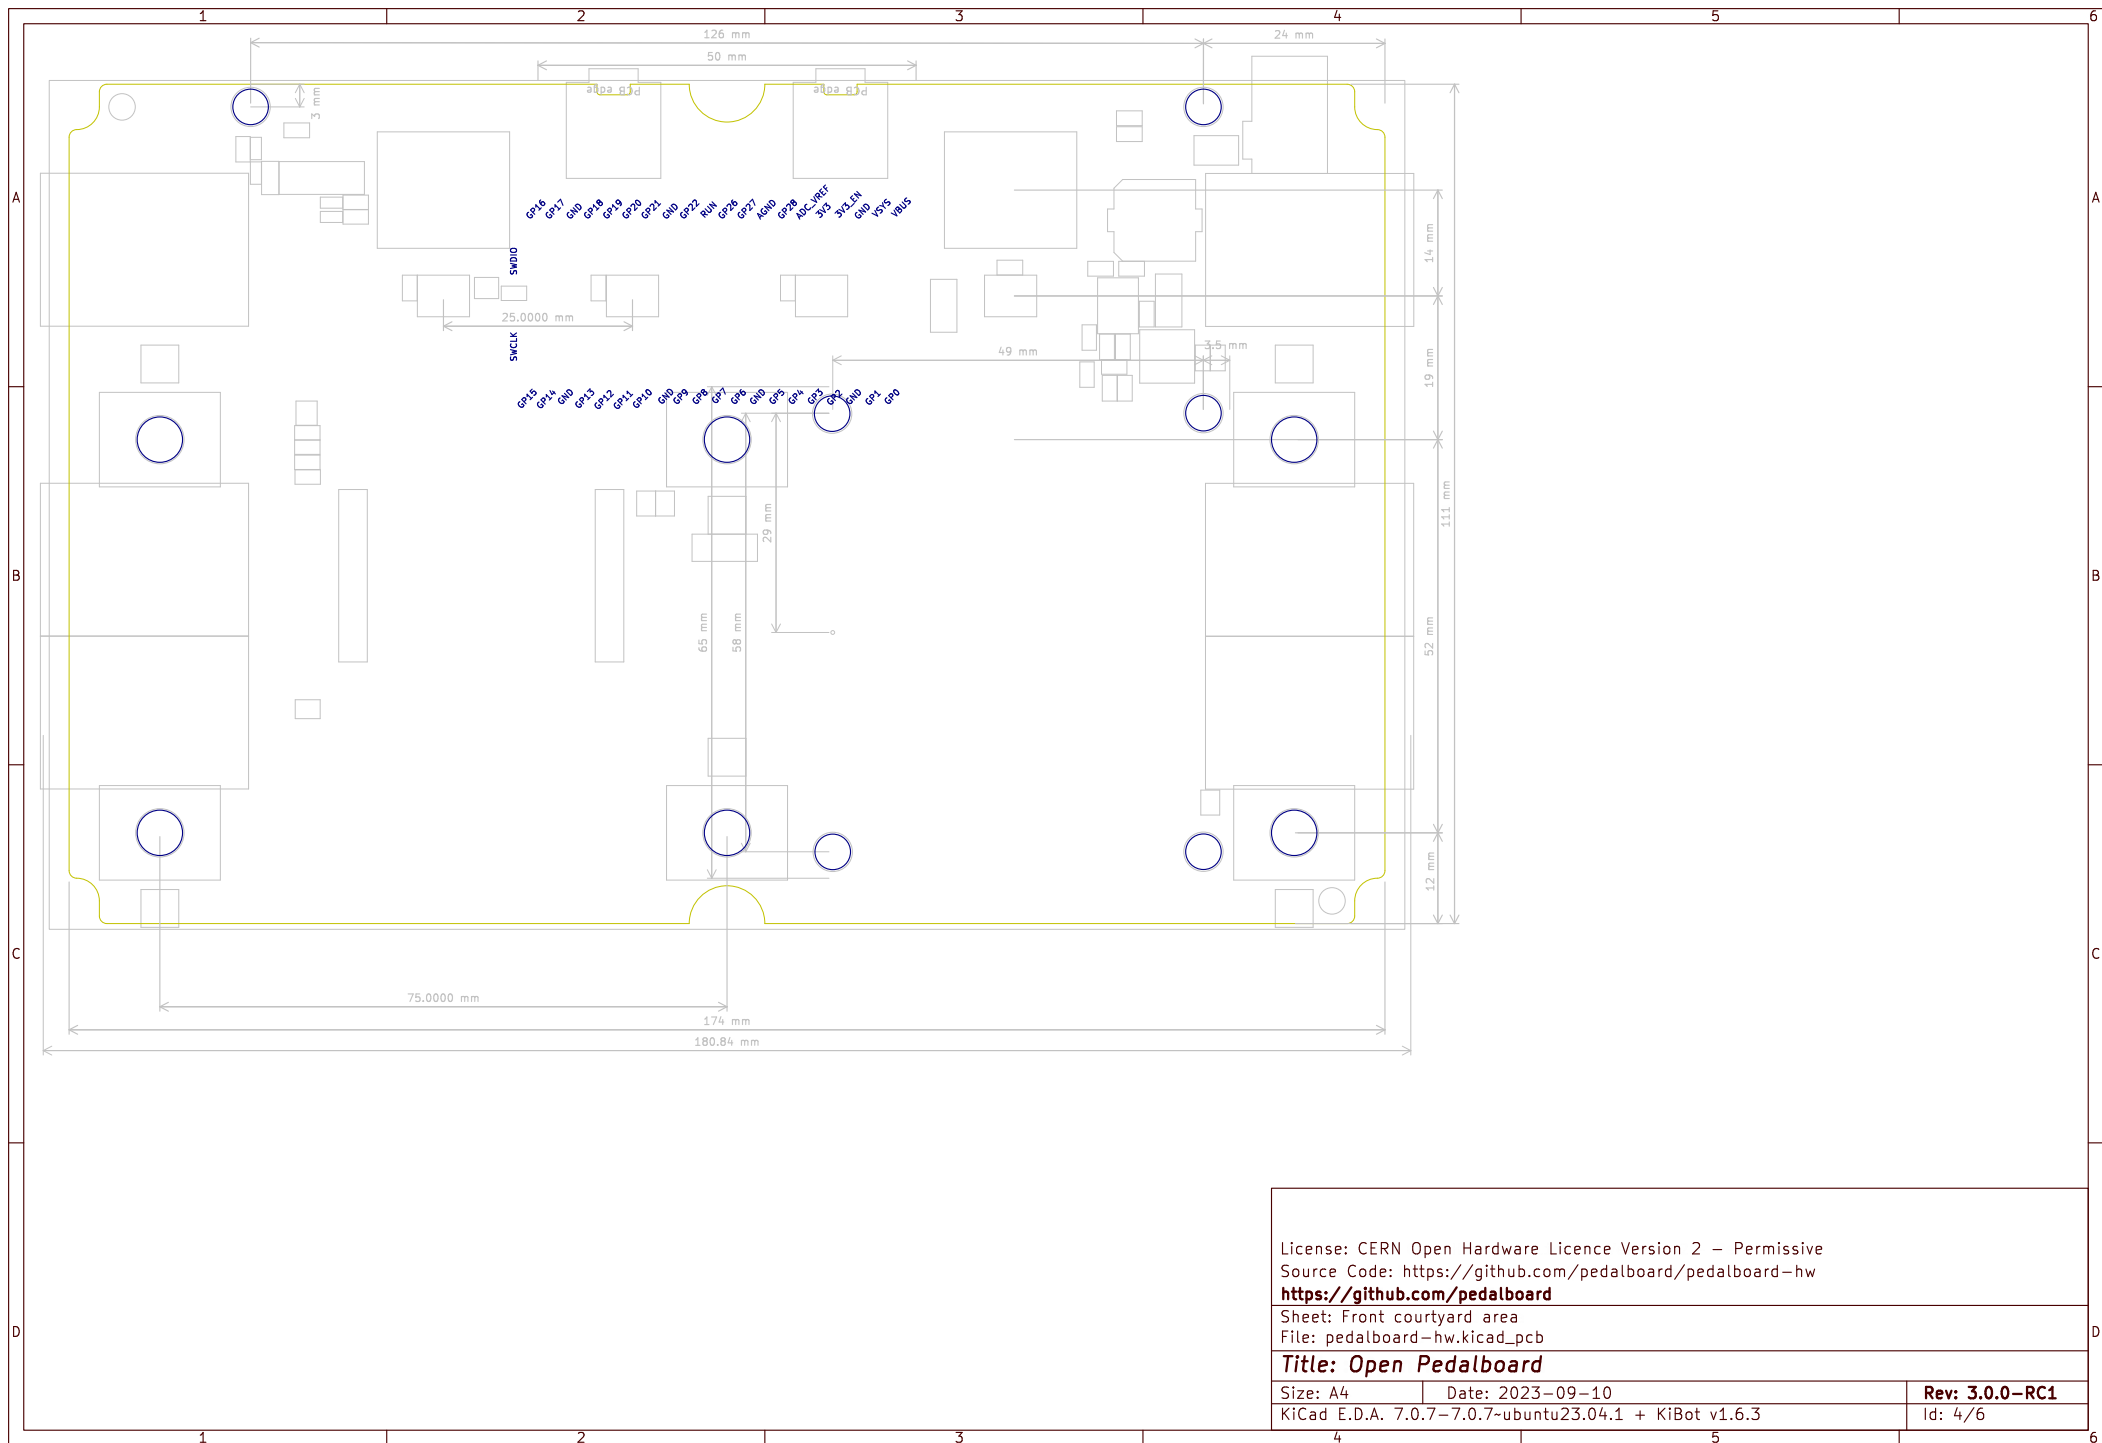 1 2 3 4 5 6
126 mm
24 mm
50 mm
3 mm
PCB edge
PCB edge
A
A
GP16
GP17
GND
GP18
GP19
GP20
GP21
GND
GP22
RUN
GP26
GP27
AGND
GP28
ADC_VREF
3V3
3V3_EN
GND
VSYS
VBUS
14 mm
SWDIO
25.0000 mm
SWCLK
49 mm
3.5 mm
19 mm
GP15
GP14
GND
GP13
GP12
GP11
GP10
GND
GP9
GP8
GP7
GP6
GND
GP5
GP4
GP3
GP2
GND
GP1
GP0
111 mm
29 mm
B
B
65 mm
58 mm
52 mm
12 mm
C
C
75.0000 mm
174 mm
180.84 mm
License: CERN Open Hardware Licence Version 2 – Permissive
Source Code: https://github.com/pedalboard/pedalboard-hw
https://github.com/pedalboard
Sheet: Front courtyard area
D
D
File: pedalboard-hw.kicad_pcb
Title: Open Pedalboard
Size: A4
Date: 2023-09-10
Rev: 3.0.0-RC1
KiCad E.D.A. 7.0.7-7.0.7~ubuntu23.04.1 + KiBot v1.6.3
Id: 4/6
1 2 3 4 5 6